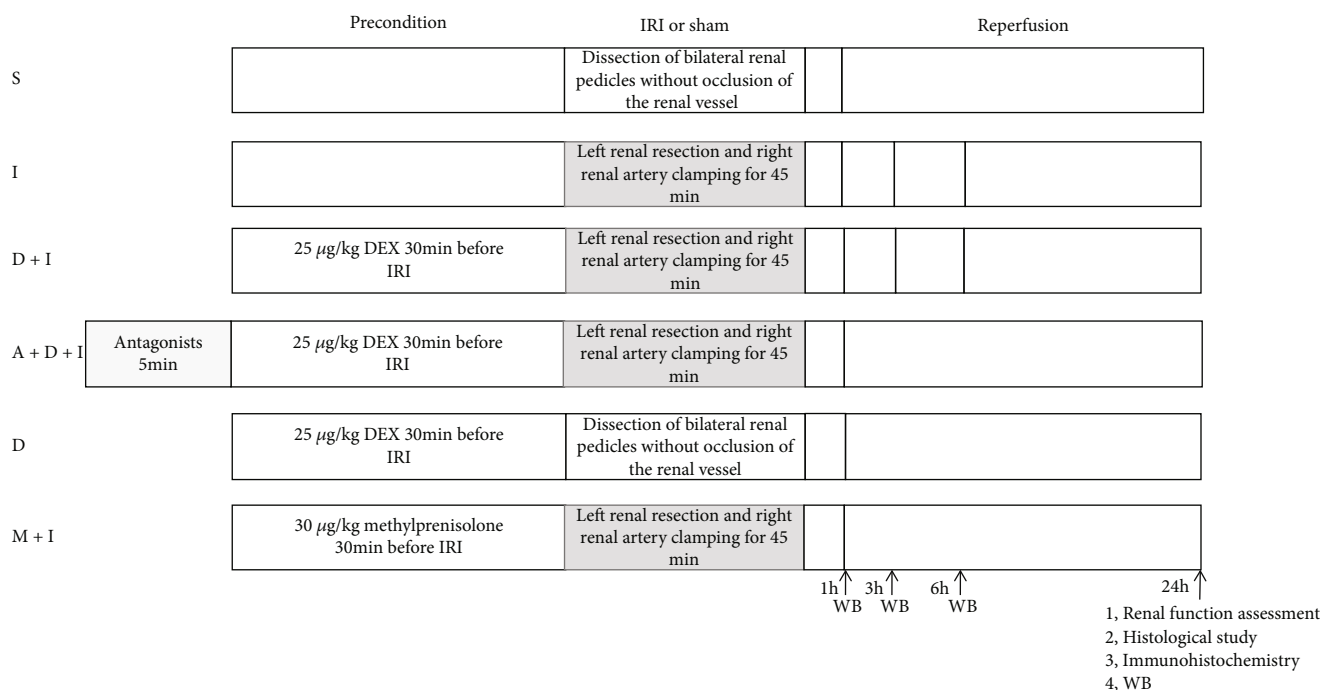 Precondition
IRI or sham
Reperfusion
S
Dissection of bilateral renal
pedicles without occlusion of
the renal vessel
I
Left renal resection and right
renal artery clamping for 45
min
D + I
25 μg/kg DEX 30min before
IRI
Left renal resection and right
renal artery clamping for 45
min
A + D + I
Antagonists
5min
25 μg/kg DEX 30min before
IRI
Left renal resection and right
renal artery clamping for 45
min
D
25 μg/kg DEX 30min before
IRI
Dissection of bilateral renal
pedicles without occlusion of
the renal vessel
M + I
30 μg/kg methylprenisolone
30min before IRI
Left renal resection and right
renal artery clamping for 45
min
1h
WB
3h
WB
6h
WB
24h
1, Renal function assessment
2, Histological study
3, Immunohistochemistry
4, WB